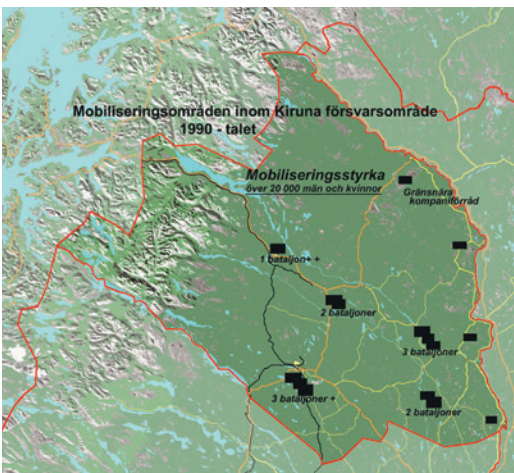 Mobiliseringsområden inom Kiruna försvarsområde
1990 - talet
Mobiliseringsstyrka
över 20 000 män och kvinnor
Gränsnära
kompaniförråd
1 bataljon+ +
2 bataljoner
3 bataljoner
3 bataljoner +
2 bataljoner